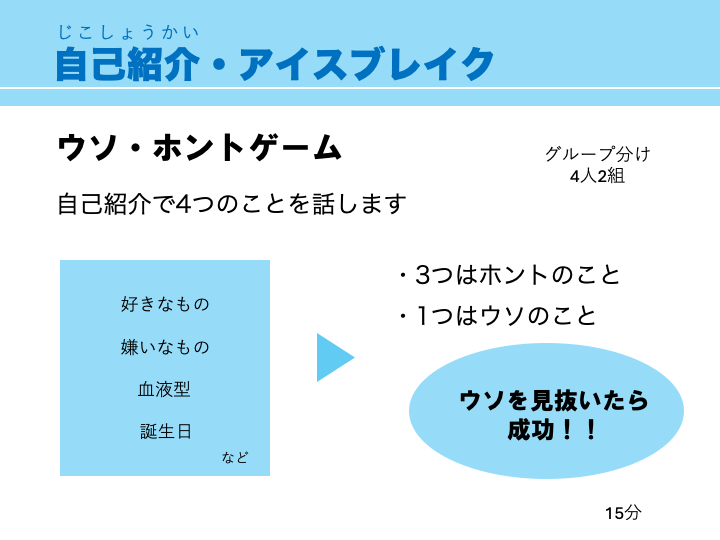 じこしょうかい
自己紹介・アイスブレイク
ウソ・ホントゲーム
グループ分け
4人2組
自己紹介で4つのことを話します
好きなもの
嫌いなもの
血液型
誕生日
など
・3つはホントのこと
・1つはウソのこと
ウソを見抜いたら
成功！！
15分